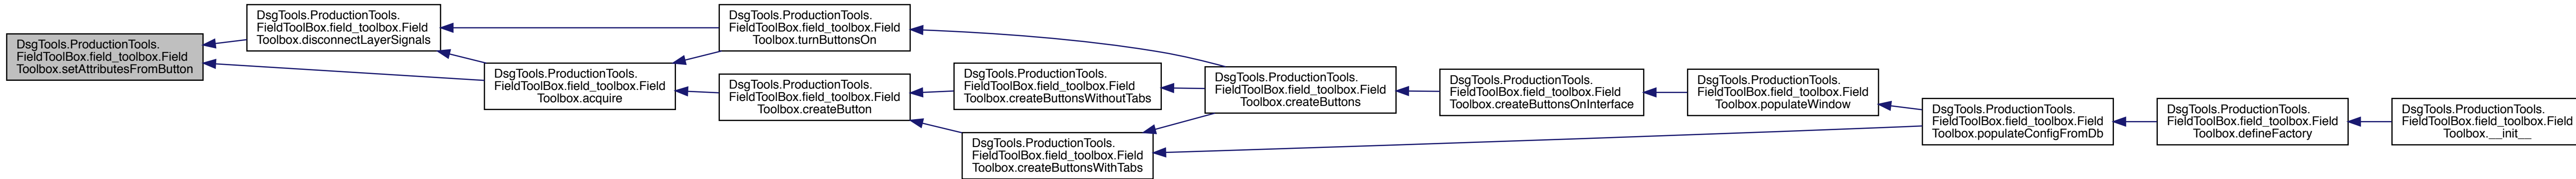 DsgTools.ProductionTools.
FieldToolBox.field_toolbox.Field
Toolbox.setAttributesFromButton
DsgTools.ProductionTools.
FieldToolBox.field_toolbox.Field
Toolbox.disconnectLayerSignals
DsgTools.ProductionTools.
FieldToolBox.field_toolbox.Field
Toolbox.acquire
DsgTools.ProductionTools.
FieldToolBox.field_toolbox.Field
Toolbox.turnButtonsOn
DsgTools.ProductionTools.
FieldToolBox.field_toolbox.Field
Toolbox.createButton
DsgTools.ProductionTools.
FieldToolBox.field_toolbox.Field
Toolbox.createButtonsWithoutTabs
DsgTools.ProductionTools.
FieldToolBox.field_toolbox.Field
Toolbox.createButtonsWithTabs
DsgTools.ProductionTools.
FieldToolBox.field_toolbox.Field
Toolbox.createButtons
DsgTools.ProductionTools.
FieldToolBox.field_toolbox.Field
Toolbox.createButtonsOnInterface
DsgTools.ProductionTools.
FieldToolBox.field_toolbox.Field
Toolbox.populateWindow
DsgTools.ProductionTools.
FieldToolBox.field_toolbox.Field
Toolbox.populateConfigFromDb
DsgTools.ProductionTools.
FieldToolBox.field_toolbox.Field
Toolbox.defineFactory
DsgTools.ProductionTools.
FieldToolBox.field_toolbox.Field
Toolbox.__init__